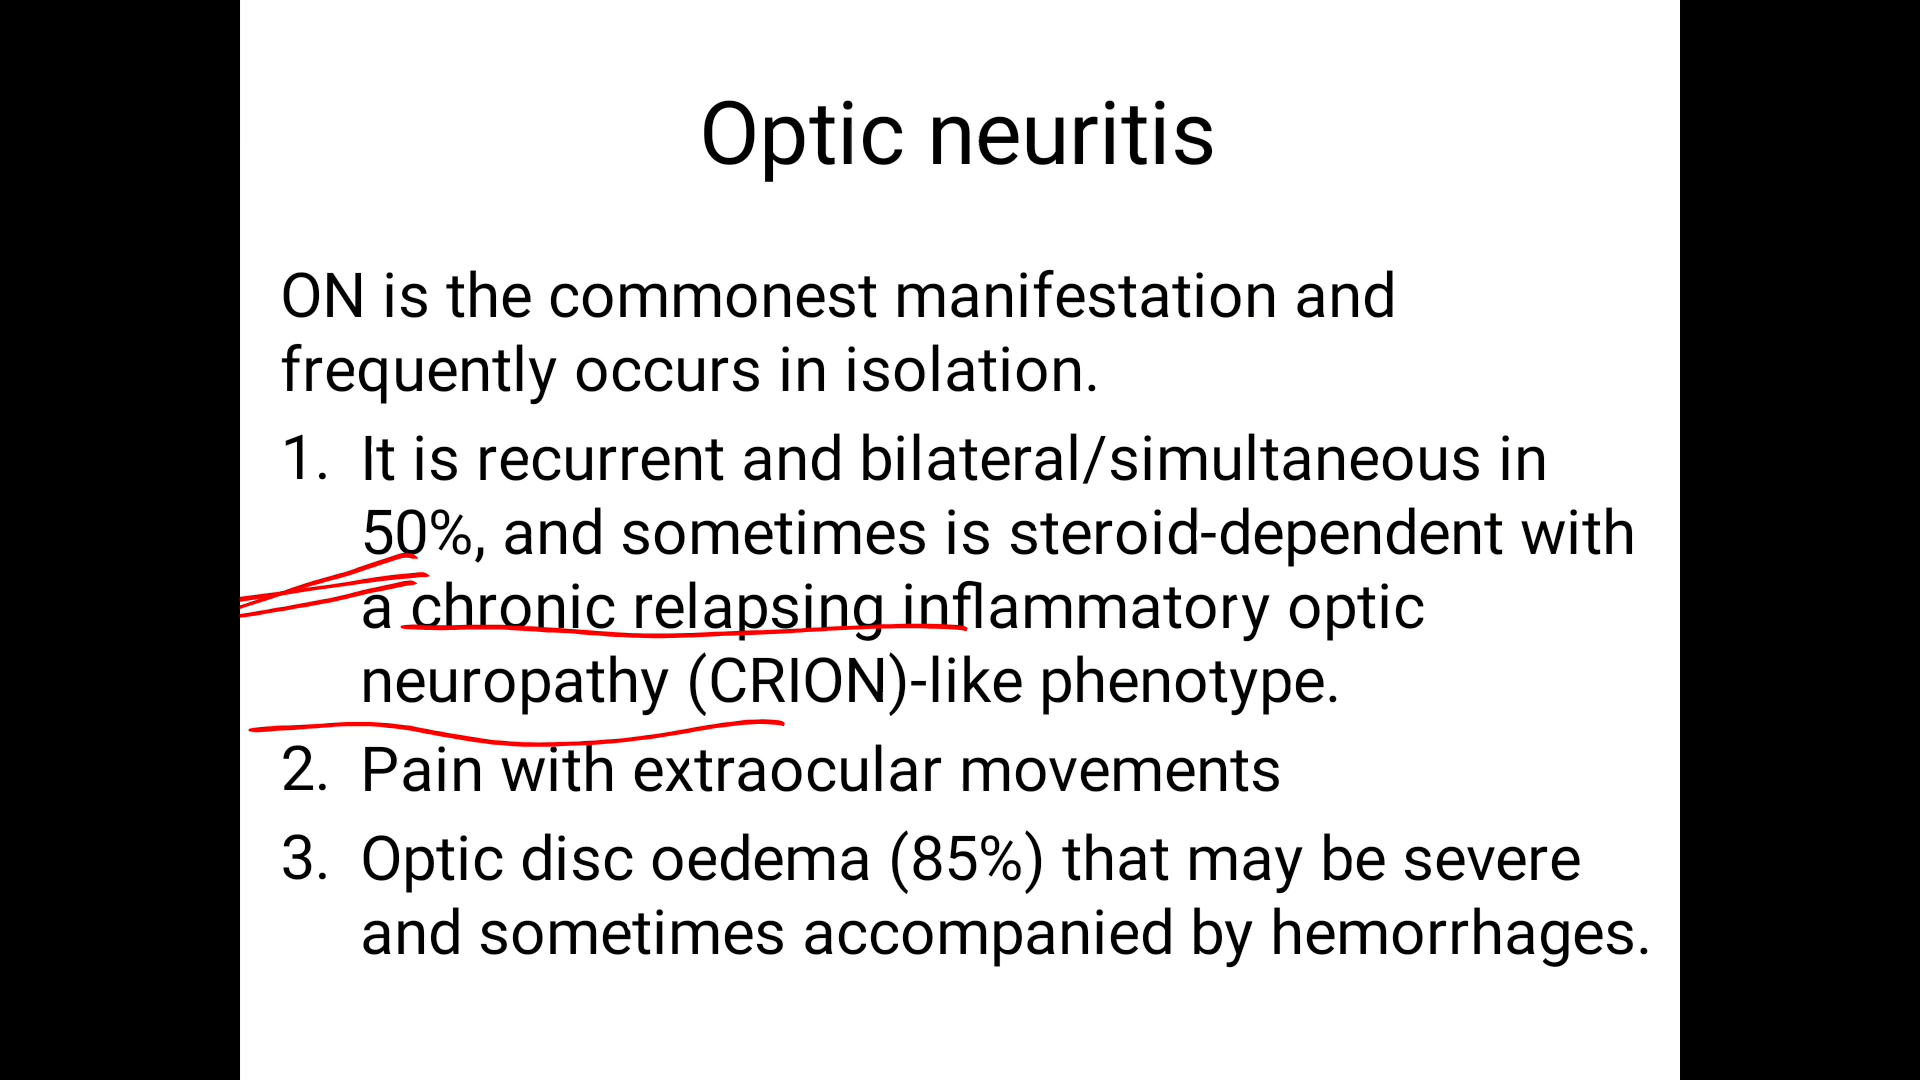 Optic neuritis
ON is the commonest manifestation and
frequently occurs in isolation.
1. It is recurrent and bilateral/simultaneous in
50%, and sometimes is steroid-dependent with
a chronic relapsing inflammatory optic
neuropathy (CRION)-like phenotype.
2. Pain with extraocular movements
3. Optic disc oedema (85%) that may be severe
and sometimes accompanied by hemorrhages.